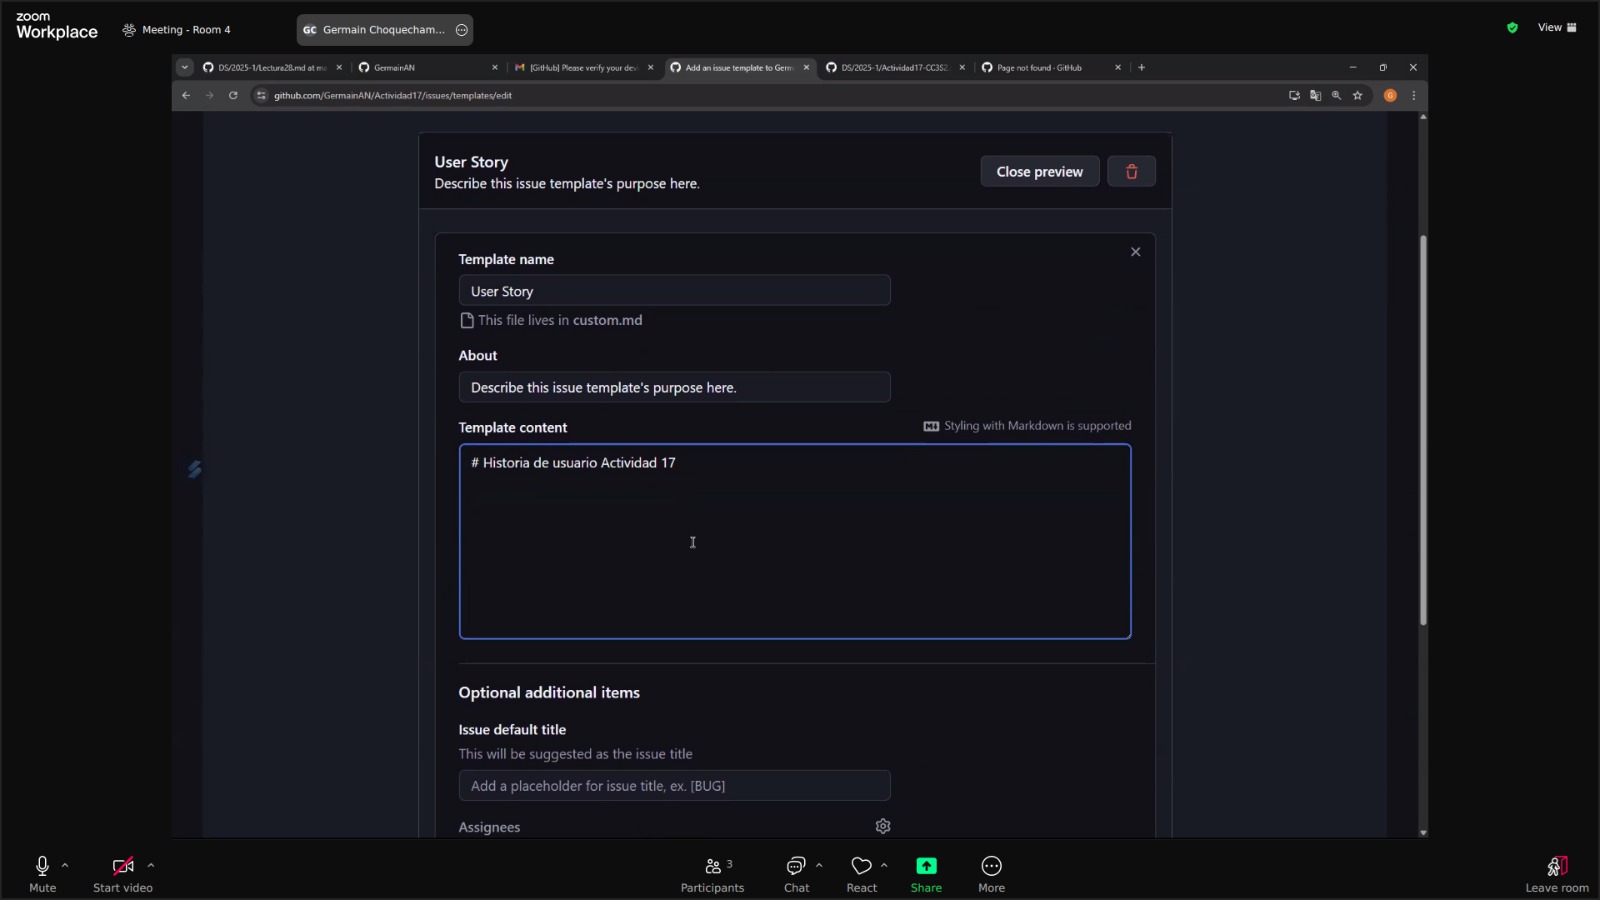 zoom
Workplace
Meeting - Room 4
GC Germain Choquecham...
View
DS/2025-1/Lectura28.md at ma
GermainAN
[GitHub] Please verify your dev
Add an issue template to Germ
DS/2025-1/Actividad17-CC3S2
Page not found · GitHub
github.com/GermainAN/Actividad17/issues/templates/edit
G
User Story
Describe this issue template's purpose here.
Close preview
Template name
User Story
This file lives in custom.md
About
Describe this issue template's purpose here.
Template content
Styling with Markdown is supported
# Historia de usuario Actividad 17
Optional additional items
Issue default title
This will be suggested as the issue title
Add a placeholder for issue title, ex. [BUG]
Assignees
Mute
Start video
3
Participants
Chat
React
Share
More
Leave room